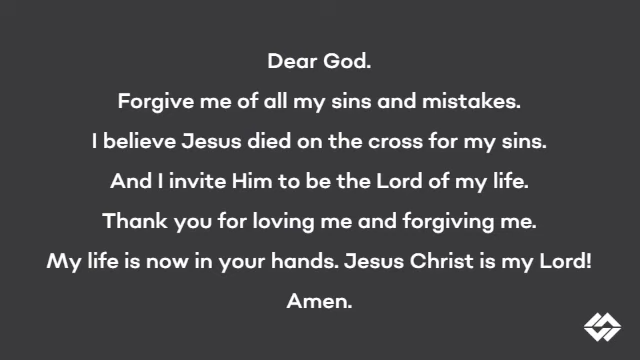 Dear God.
Forgive me of all my sins and mistakes.
I believe Jesus died on the cross for my sins.
And I invite Him to be the Lord of my life.
Thank you for loving me and forgiving me.
My life is now in your hands. Jesus Christ is my Lord!
Amen.